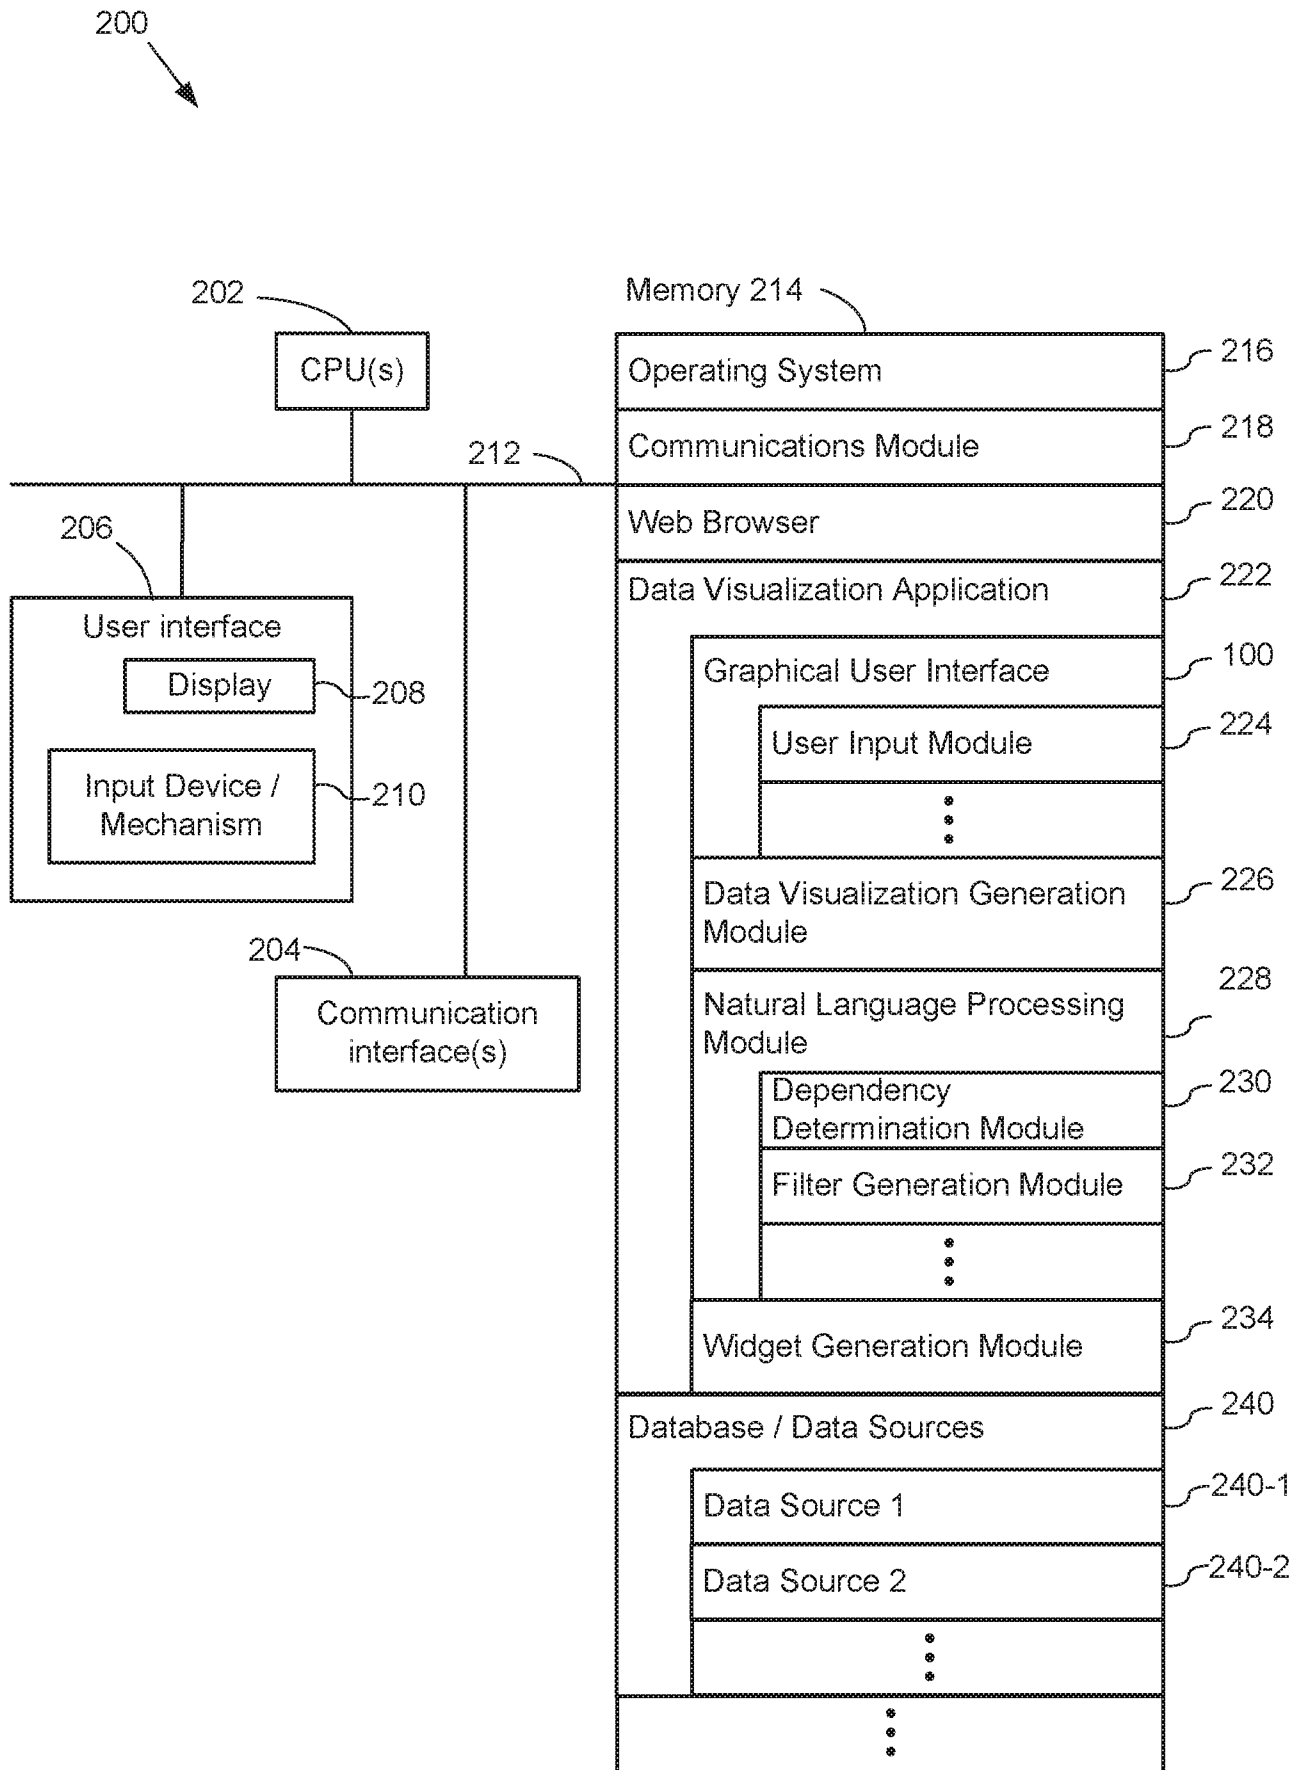 200
202
CPU(s)
212
206
User interface
Display
208
Input Device /
Mechanism
210
204
Communication
interface(s)
Memory 214
Operating System
216
Communications Module
218
Web Browser
220
Data Visualization Application
222
Graphical User Interface
100
User Input Module
224
Data Visualization Generation
Module
226
Natural Language Processing
Module
228
Dependency
Determination Module
230
Filter Generation Module
232
Widget Generation Module
234
Database / Data Sources
240
Data Source 1
240-1
Data Source 2
240-2